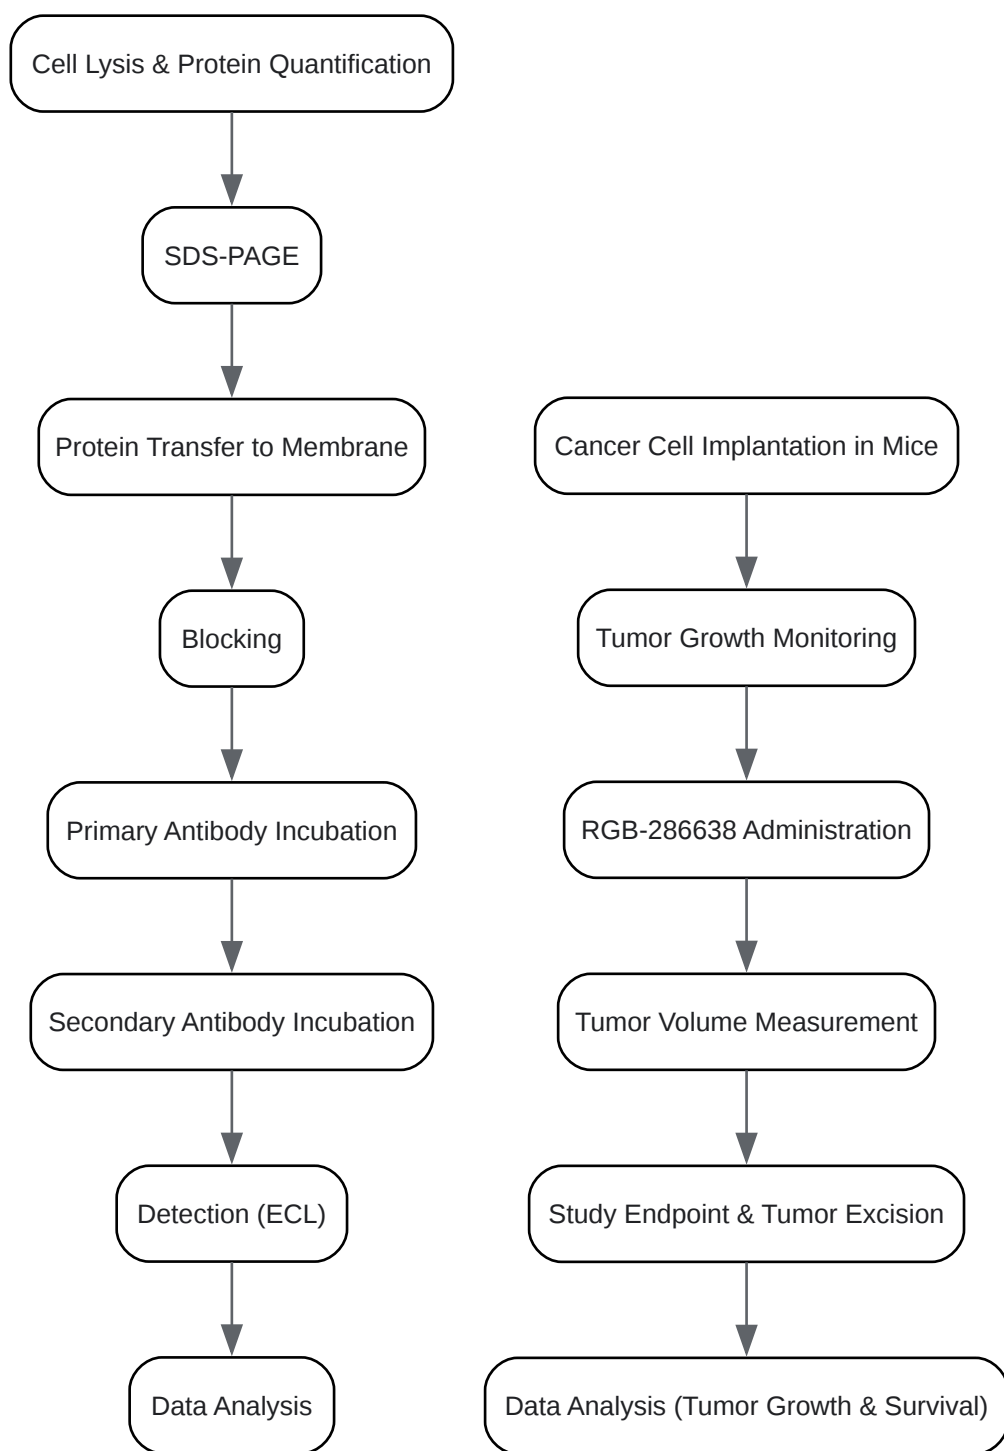 Cell Lysis & Protein Quantification
SDS-PAGE
Protein Transfer to Membrane
Blocking
Primary Antibody Incubation
Secondary Antibody Incubation
Detection (ECL)
Data Analysis
Cancer Cell Implantation in Mice
Tumor Growth Monitoring
RGB-286638 Administration
Tumor Volume Measurement
Study Endpoint & Tumor Excision
Data Analysis (Tumor Growth & Survival)